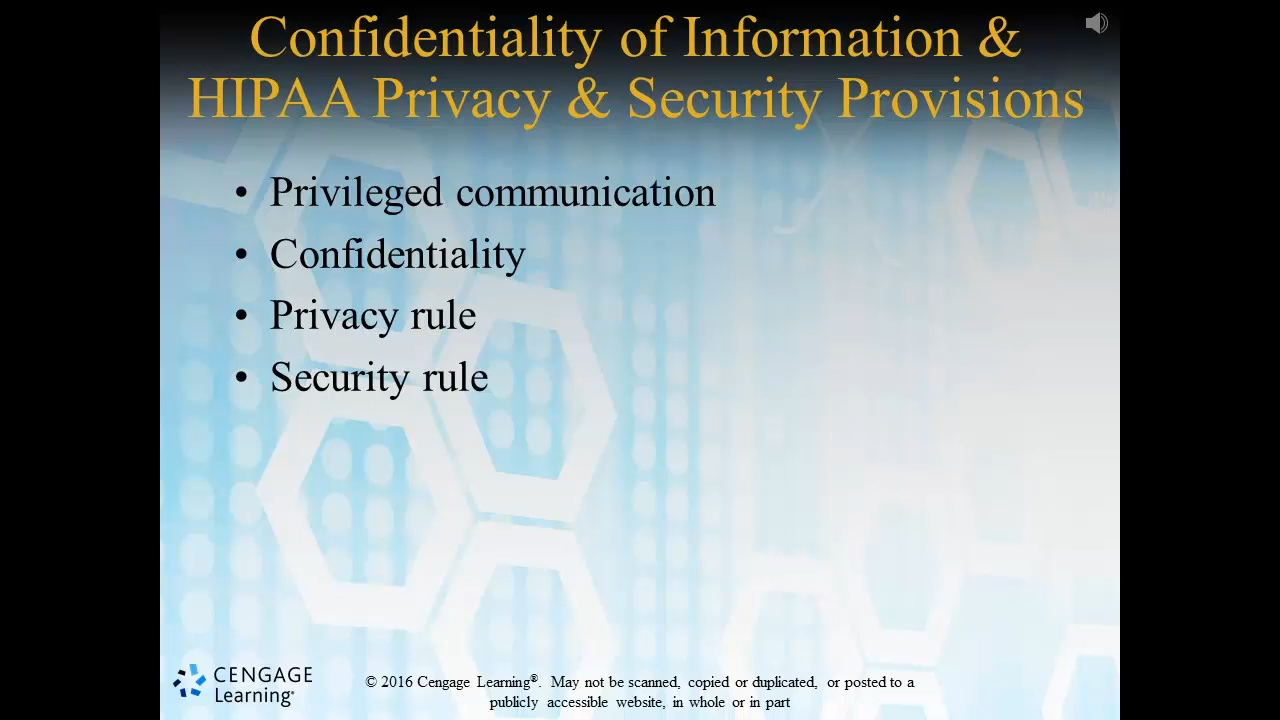 Confidentiality of Information &
HIPAA Privacy & Security Provisions
• Privileged communication
• Confidentiality
• Privacy rule
• Security rule
CENGAGE
Learning®
© 2016 Cengage Learning®. May not be scanned, copied or duplicated, or posted to a
publicly accessible website, in whole or in part